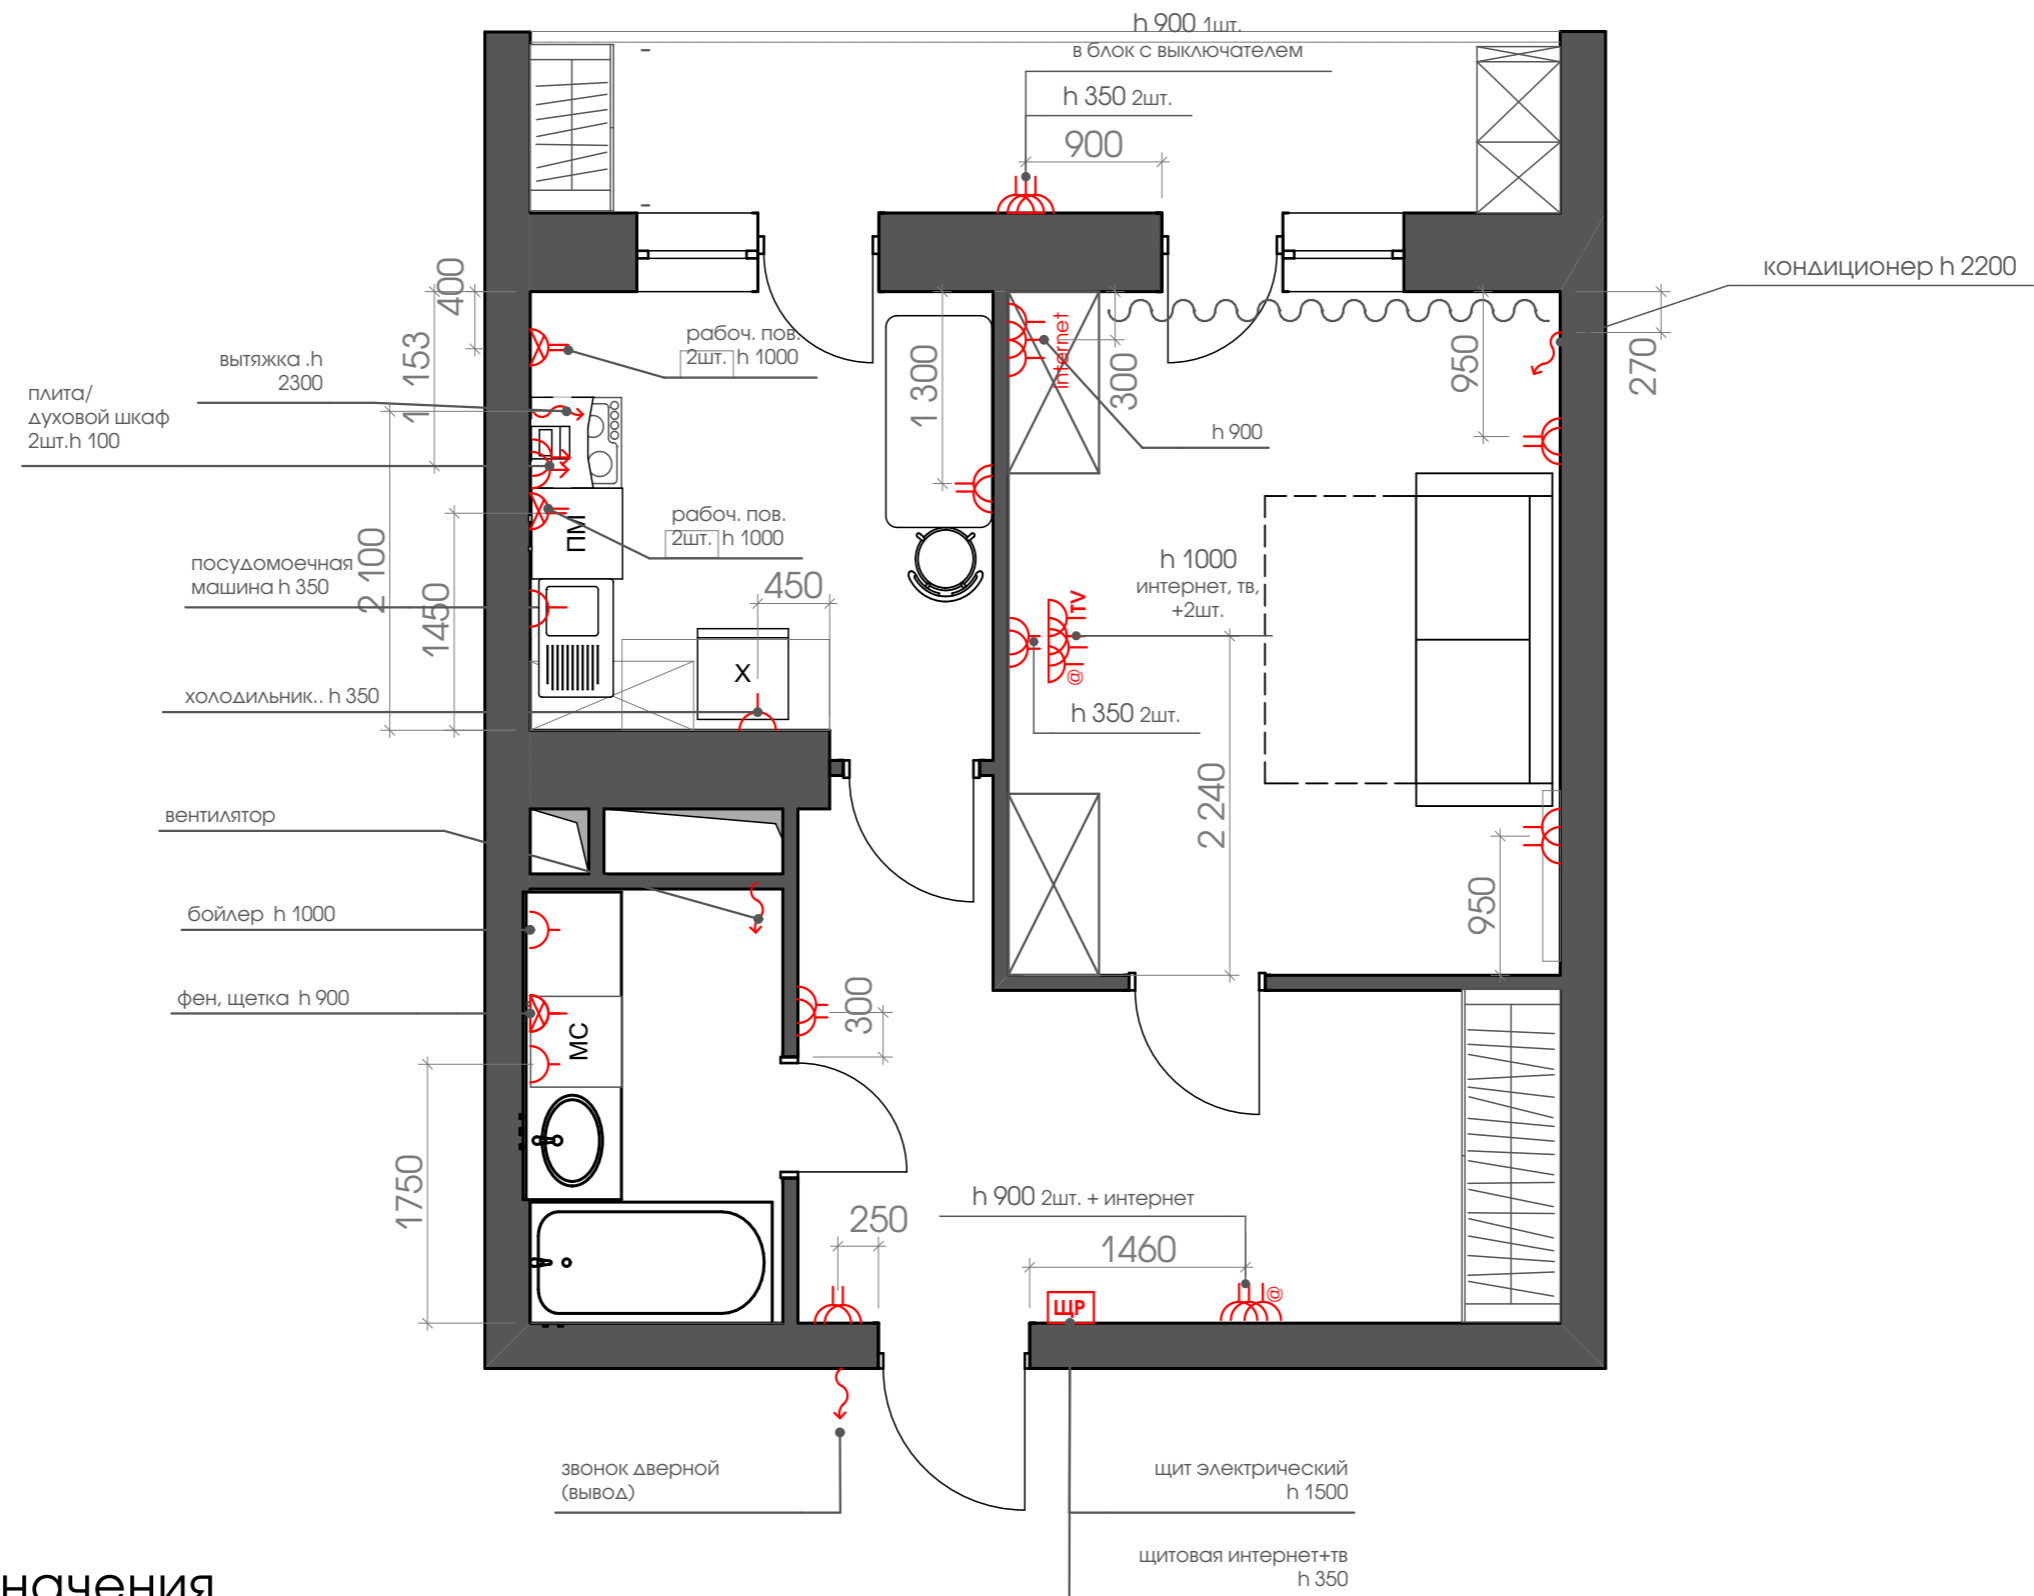 h 900 1шт.
в блок с выключателем
h 350 2шт.
900
кондиционер h 2200
400
1 153
вытяжка .h
2300
плита/
духовой шкаф
2шт.h 100
рабоч. пов.
2шт. h 1000
1 300
internet
300
h 900
950
270
рабоч. пов.
2шт. h 1000
ПМ
2 100
посудомоечная
машина h 350
1450
450
X
холодильник.. h 350
h 1000
интернет, тв,
+2шт.
TV
@
h 350 2шт.
2 240
950
вентилятор
бойлер h 1000
фен, щетка h 900
МС
300
1750
250
h 900 2шт. + интернет
1460
@
ЩР
звонок дверной
(вывод)
щит электрический
h 1500
щитовая интернет+тв
h 350
начения